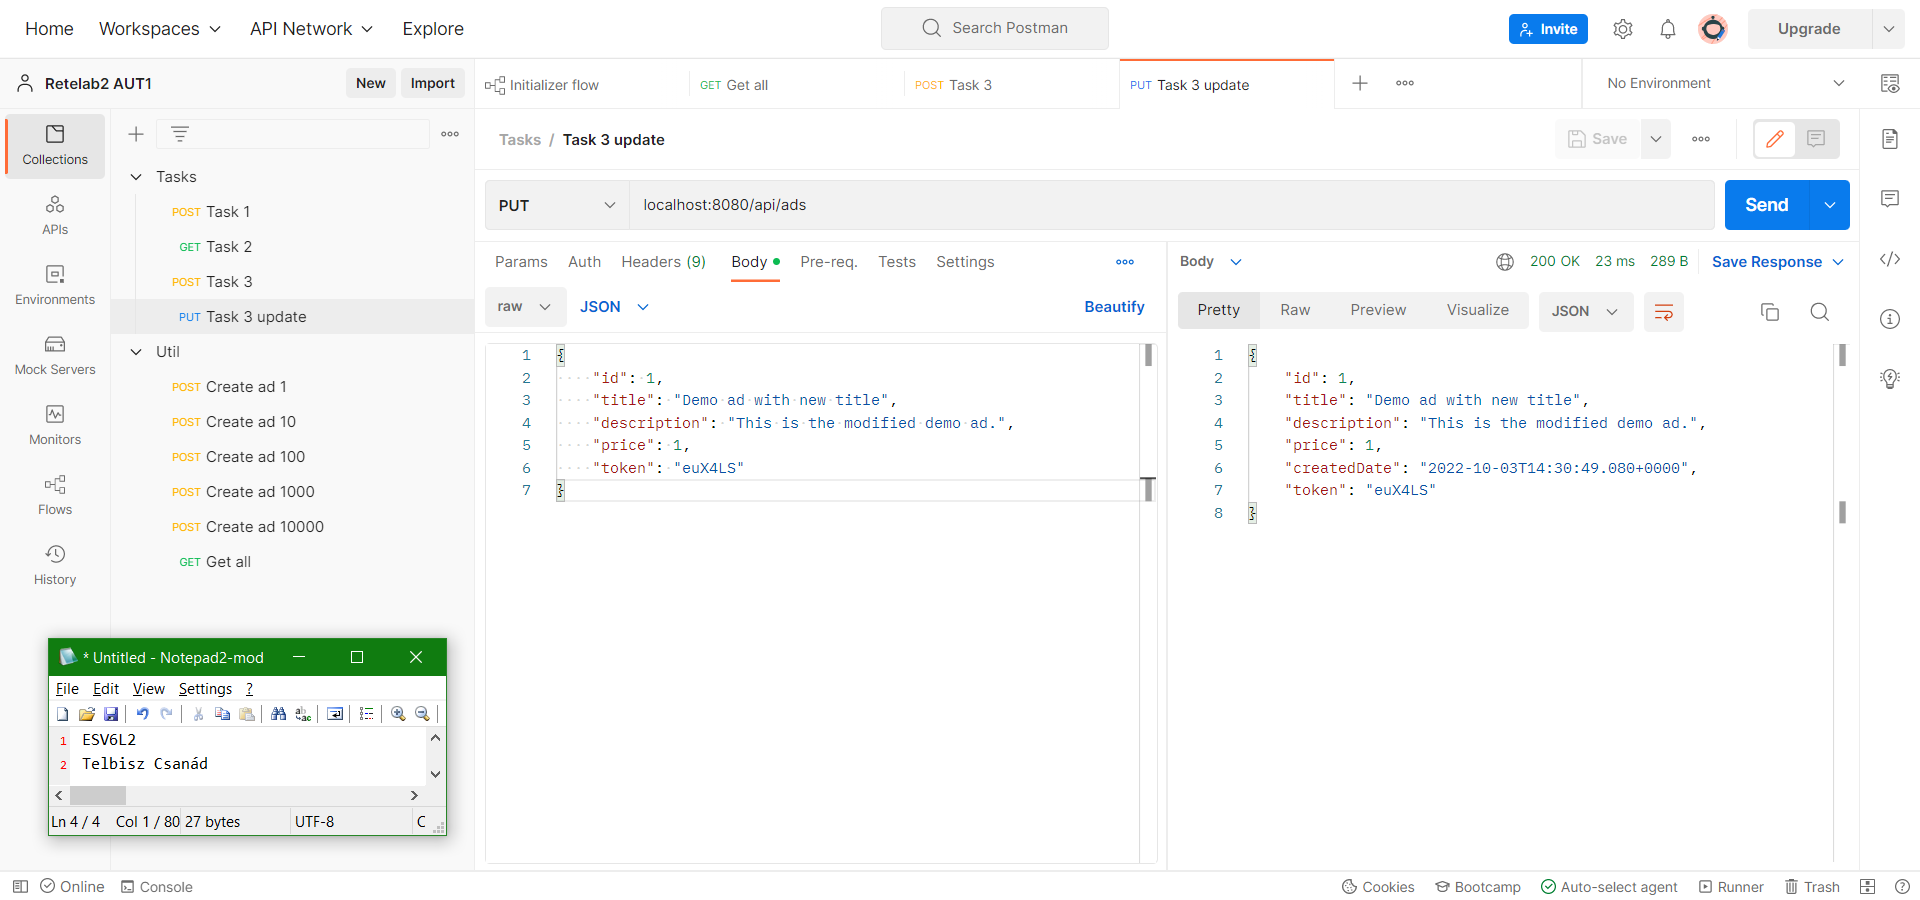 Home Workspaces API Network Explore Search Postman Invite Upgrade
Retelab2 AUT1 New Import
Initializer flow GET Get all POST Task 3 PUT Task 3 update No Environment
Collections
APIs
Environments
Mock Servers
Monitors
Flows
History
Tasks
POST Task 1
GET Task 2
POST Task 3
PUT Task 3 update
Util
POST Create ad 1
POST Create ad 10
POST Create ad 100
POST Create ad 1000
POST Create ad 10000
GET Get all
Tasks / Task 3 update Save
PUT localhost:8080/api/ads Send
Params Auth Headers (9) Body Pre-req. Tests Settings
raw JSON Beautify
1 {
2 "id": 1,
3 "title": "Demo ad with new title",
4 "description": "This is the modified demo ad.",
5 "price": 1,
6 "token": "euX4LS"
7 }
Body 200 OK 23 ms 289 B Save Response
Pretty Raw Preview Visualize JSON
1 {
2 "id": 1,
3 "title": "Demo ad with new title",
4 "description": "This is the modified demo ad.",
5 "price": 1,
6 "createdDate": "2022-10-03T14:30:49.080+0000",
7 "token": "euX4LS"
8 }
* Untitled - Notepad2-mod
File Edit View Settings ?
1 ESV6L2
2 Telbisz Csanád
Ln 4 / 4 Col 1 / 80 27 bytes UTF-8 C
Online Console Cookies Bootcamp Auto-select agent Runner Trash